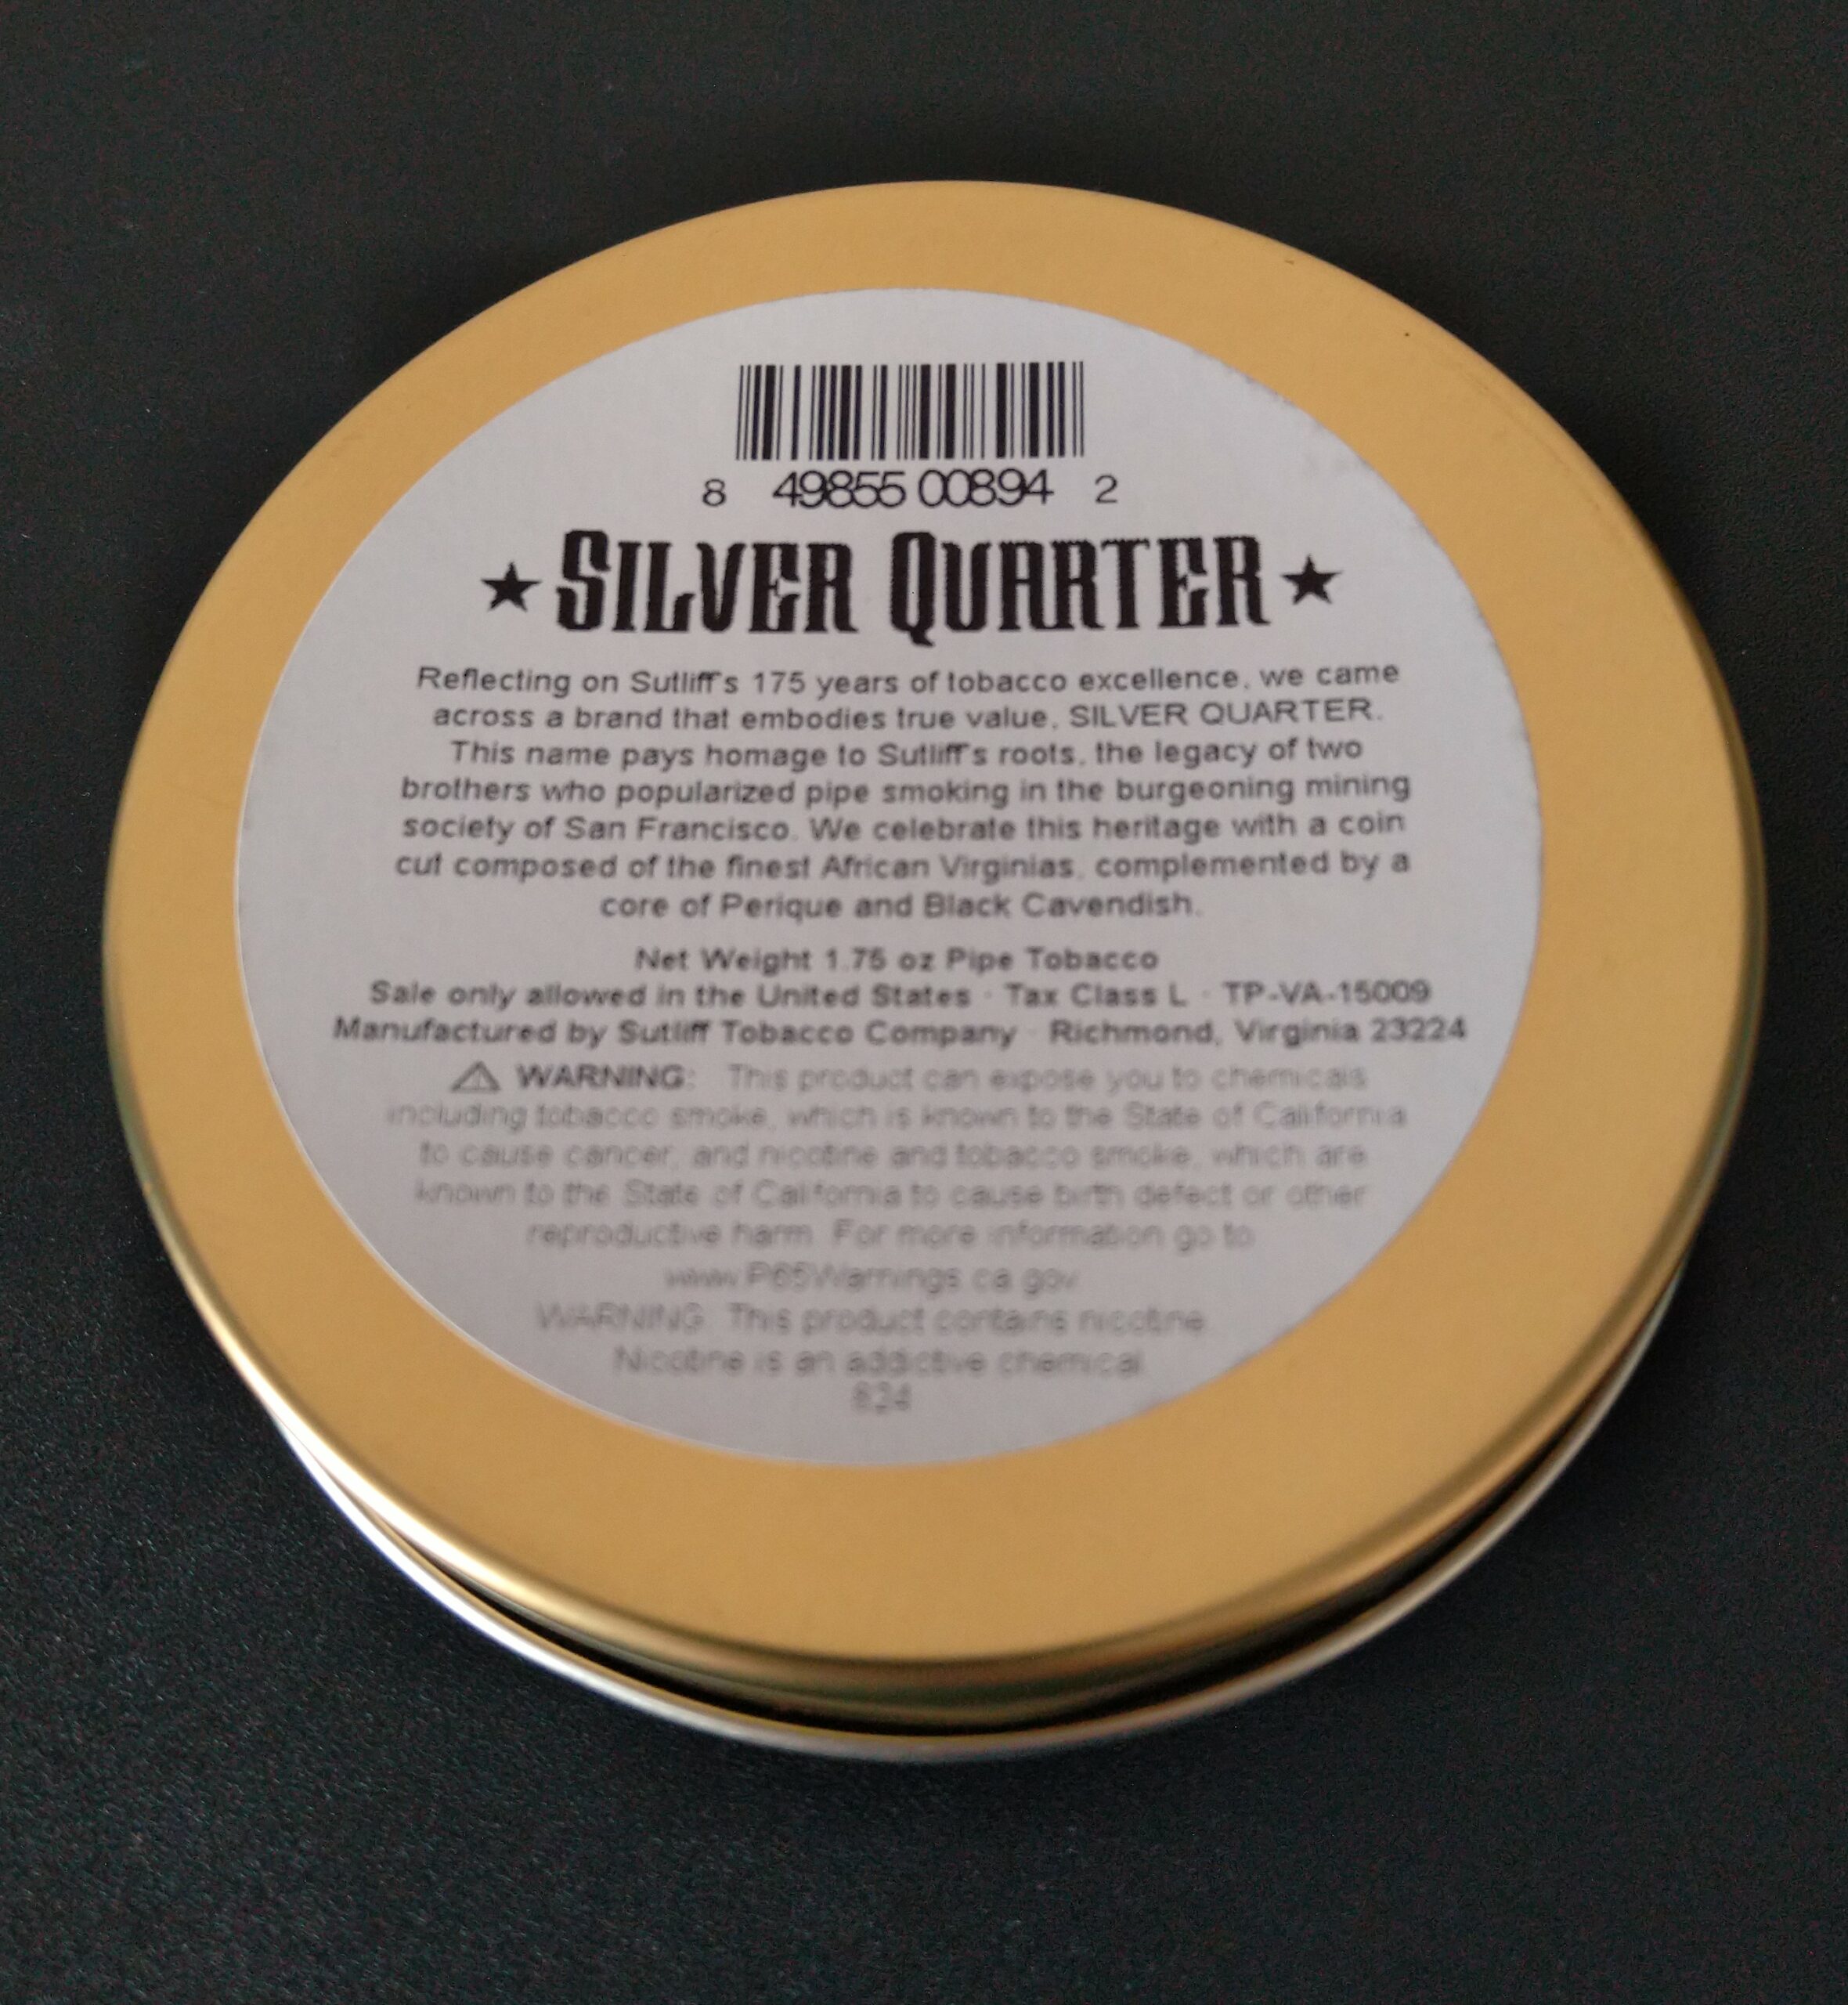 8 49855 00894 2
★ SILVER QUARTER ★
Reflecting on Sutliff's 175 years of tobacco excellence, we came
across a brand that embodies true value, SILVER QUARTER.
This name pays homage to Sutliff's roots, the legacy of two
brothers who popularized pipe smoking in the burgeoning mining
society of San Francisco. We celebrate this heritage with a coin
cut composed of the finest African Virginias, complemented by a
core of Perique and Black Cavendish.
Net Weight 1.75 oz Pipe Tobacco
Sale only allowed in the United States · Tax Class L · TP-VA-15009
Manufactured by Sutliff Tobacco Company · Richmond, Virginia 23224
⚠ WARNING: This product can expose you to chemicals
including tobacco smoke, which is known to the State of California
to cause cancer, and nicotine and tobacco smoke, which are
known to the State of California to cause birth defect or other
reproductive harm. For more information go to
www.P65Warnings.ca.gov
WARNING: This product contains nicotine.
Nicotine is an addictive chemical.
824